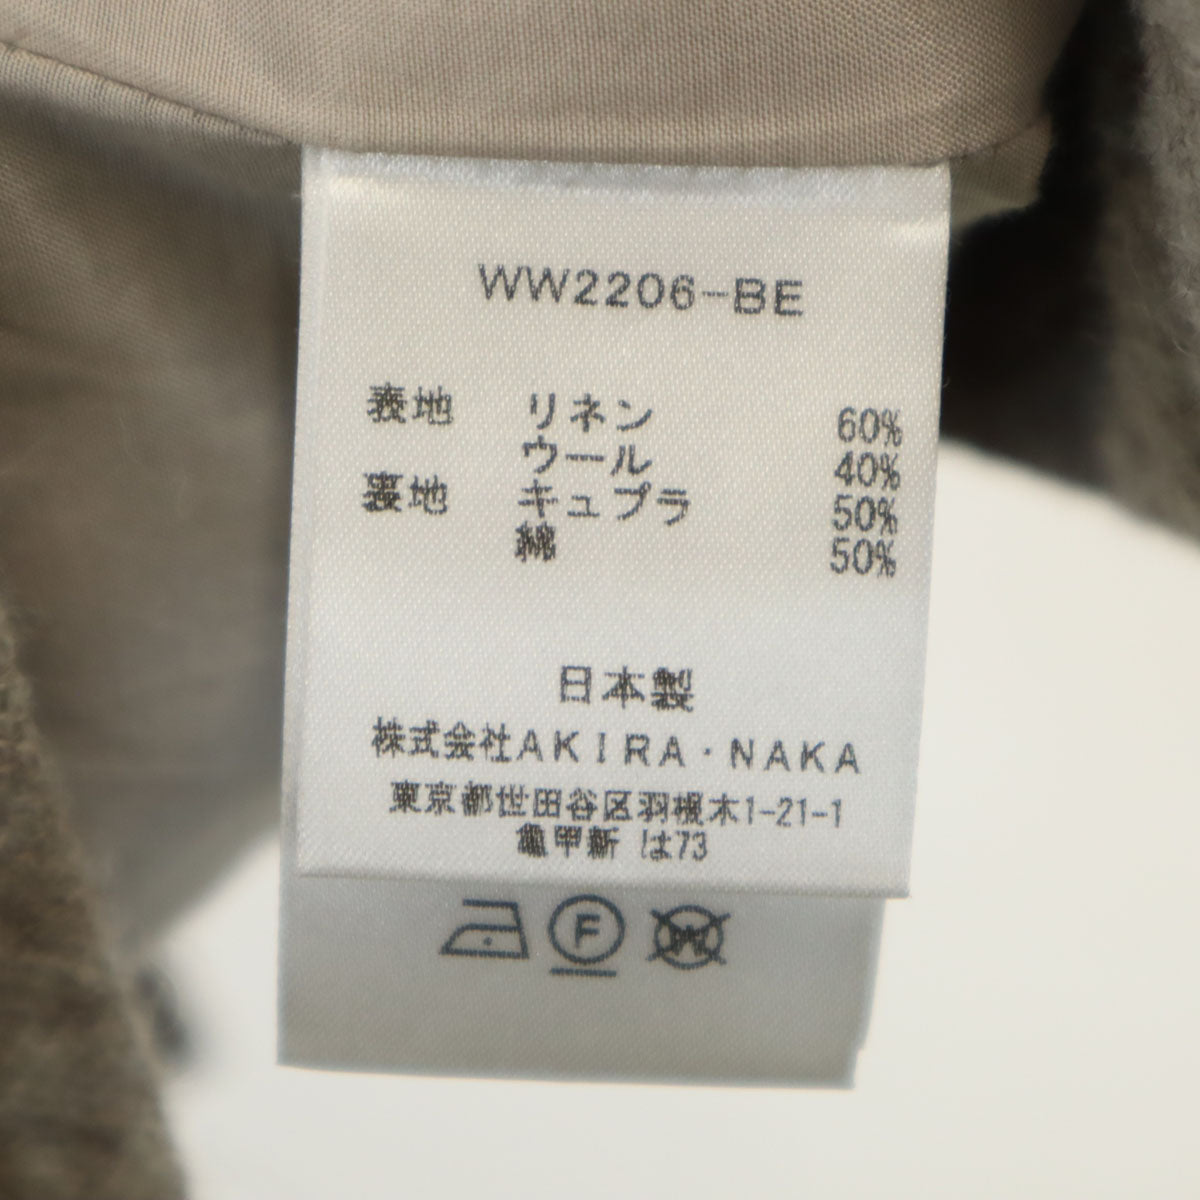 WW2206-BE
表地 リネン 60%
ウール 40%
裏地 キュプラ 50%
綿 50%
日本製
株式会社AKIRA・NAKA
東京都世田谷区羽根木1-21-1
亀甲新 は73
F
W